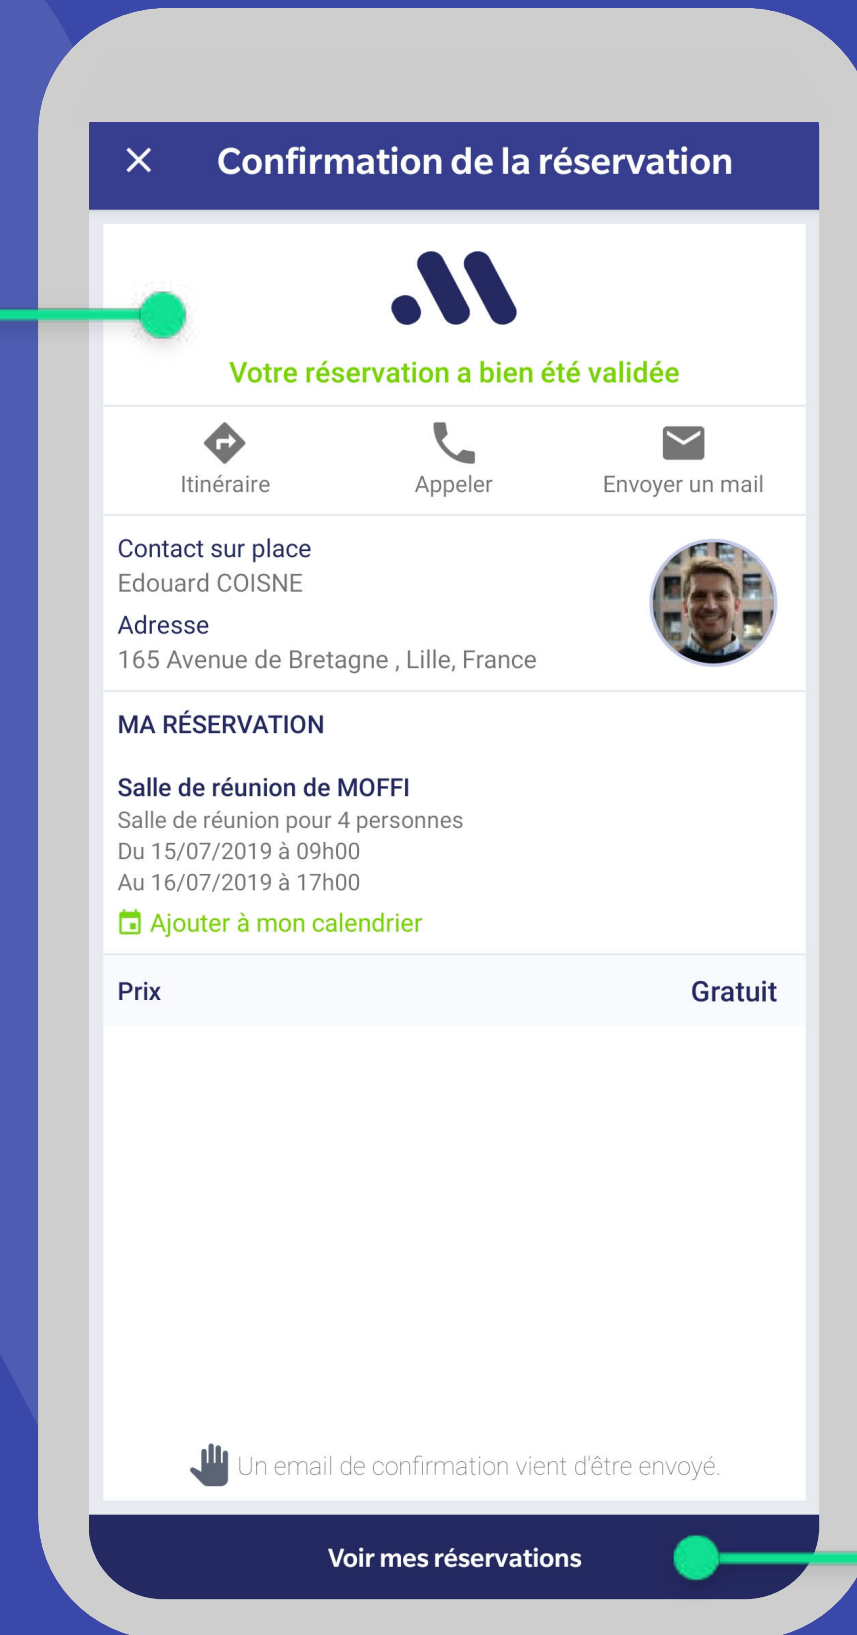 Confirmation de la réservation
Votre réservation a bien été validée
Itinéraire
Appeler
Envoyer un mail
Contact sur place
Edouard COISNE
Adresse
165 Avenue de Bretagne , Lille, France
MA RÉSERVATION
Salle de réunion de MOFFI
Salle de réunion pour 4 personnes
Du 15/07/2019 à 09h00
Au 16/07/2019 à 17h00
Ajouter à mon calendrier
Prix Gratuit
Un email de confirmation vient d'être envoyé.
Voir mes réservations